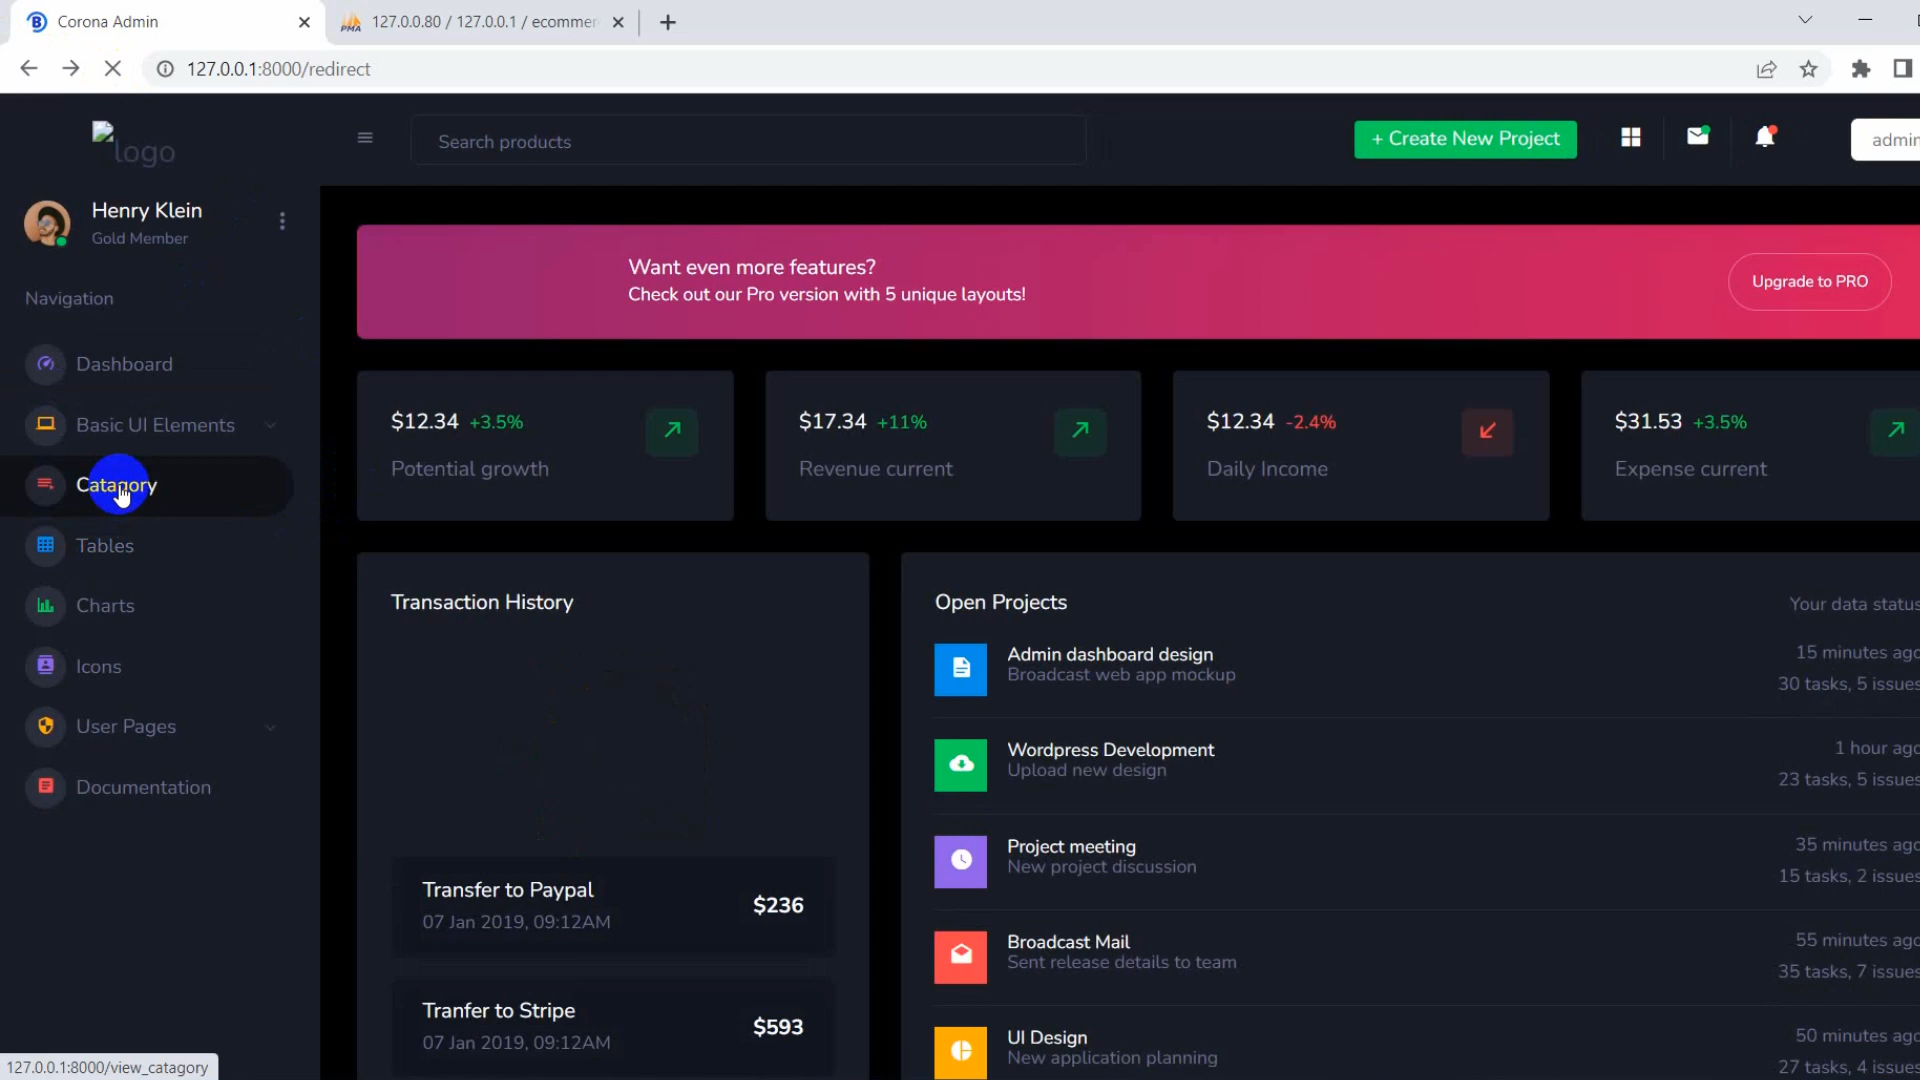 Corona Admin
127.0.0.80 / 127.0.0.1 / ecommer
PMA
127.0.0.1:8000/redirect
logo
Search products
+ Create New Project
admin
Henry Klein
Gold Member
Navigation
Dashboard
Basic UI Elements
Catagory
Tables
Charts
Icons
User Pages
Documentation
Want even more features?
Check out our Pro version with 5 unique layouts!
Upgrade to PRO
$12.34 +3.5%
Potential growth
$17.34 +11%
Revenue current
$12.34 -2.4%
Daily Income
$31.53 +3.5%
Expense current
Transaction History
Transfer to Paypal
07 Jan 2019, 09:12AM
$236
Tranfer to Stripe
07 Jan 2019, 09:12AM
$593
Open Projects
Your data status
Admin dashboard design
Broadcast web app mockup
15 minutes ago
30 tasks, 5 issues
Wordpress Development
Upload new design
1 hour ago
23 tasks, 5 issues
Project meeting
New project discussion
35 minutes ago
15 tasks, 2 issues
Broadcast Mail
Sent release details to team
55 minutes ago
35 tasks, 7 issues
UI Design
New application planning
50 minutes ago
27 tasks, 4 issues
127.0.0.1:8000/view_catagory